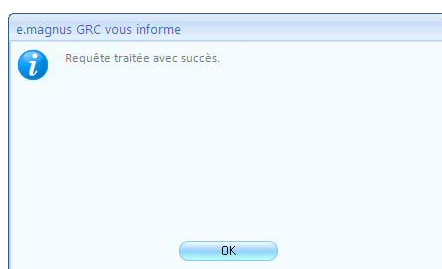 e.magnus GRC vous informe
Requête traitée avec succès.
OK